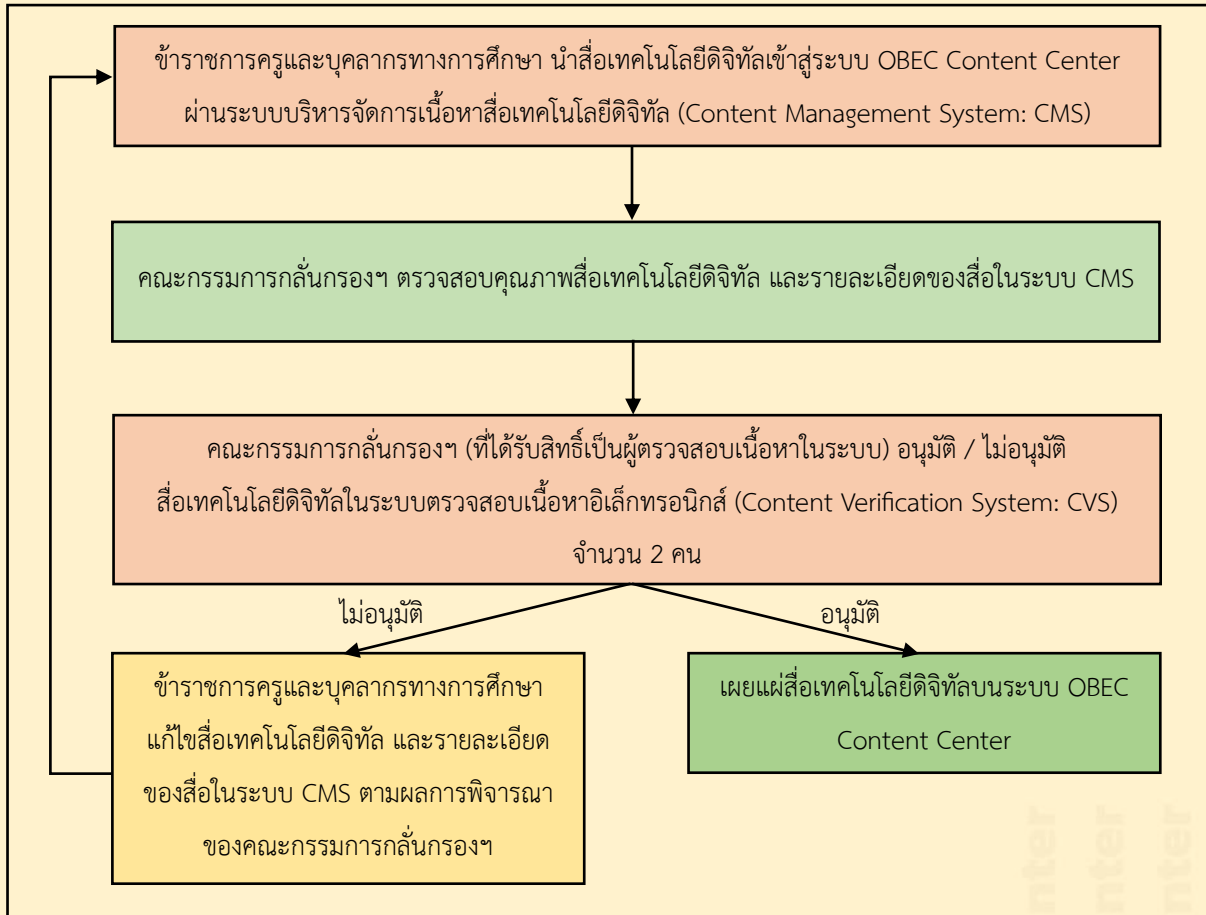 ข้าราชการครูและบุคลากรทางการศึกษา นำสื่อเทคโนโลยีดิจิทัลเข้าสู่ระบบ OBEC Content Center
ผ่านระบบบริหารจัดการเนื้อหาสื่อเทคโนโลยีดิจิทัล (Content Management System: CMS)
คณะกรรมการกลั่นกรองฯ ตรวจสอบคุณภาพสื่อเทคโนโลยีดิจิทัล และรายละเอียดของสื่อในระบบ CMS
คณะกรรมการกลั่นกรองฯ (ที่ได้รับสิทธิ์เป็นผู้ตรวจสอบเนื้อหาในระบบ) อนุมัติ / ไม่อนุมัติ
สื่อเทคโนโลยีดิจิทัลในระบบตรวจสอบเนื้อหาอิเล็กทรอนิกส์ (Content Verification System: CVS)
จำนวน 2 คน
ไม่อนุมัติ
อนุมัติ
ข้าราชการครูและบุคลากรทางการศึกษา
แก้ไขสื่อเทคโนโลยีดิจิทัล และรายละเอียด
ของสื่อในระบบ CMS ตามผลการพิจารณา
ของคณะกรรมการกลั่นกรองฯ
เผยแผ่สื่อเทคโนโลยีดิจิทัลบนระบบ OBEC
Content Center
nter
nter
nter